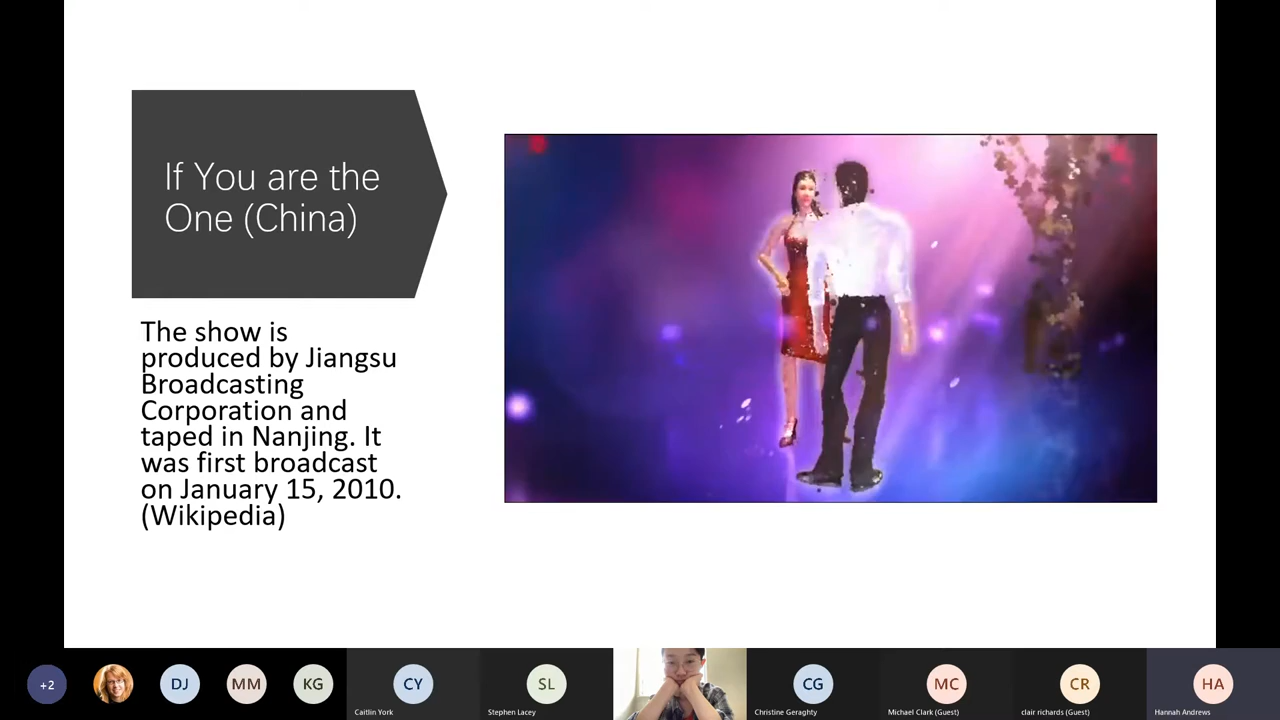 If You are the
One (China)
The show is
produced by Jiangsu
Broadcasting
Corporation and
taped in Nanjing. It
was first broadcast
on January 15, 2010.
(Wikipedia)
+2
DJ
MM
KG
CY
Caitlin York
SL
Stephen Lacey
CG
Christine Geraghty
MC
Michael Clark (Guest)
CR
clair richards (Guest)
HA
Hannah Andrews